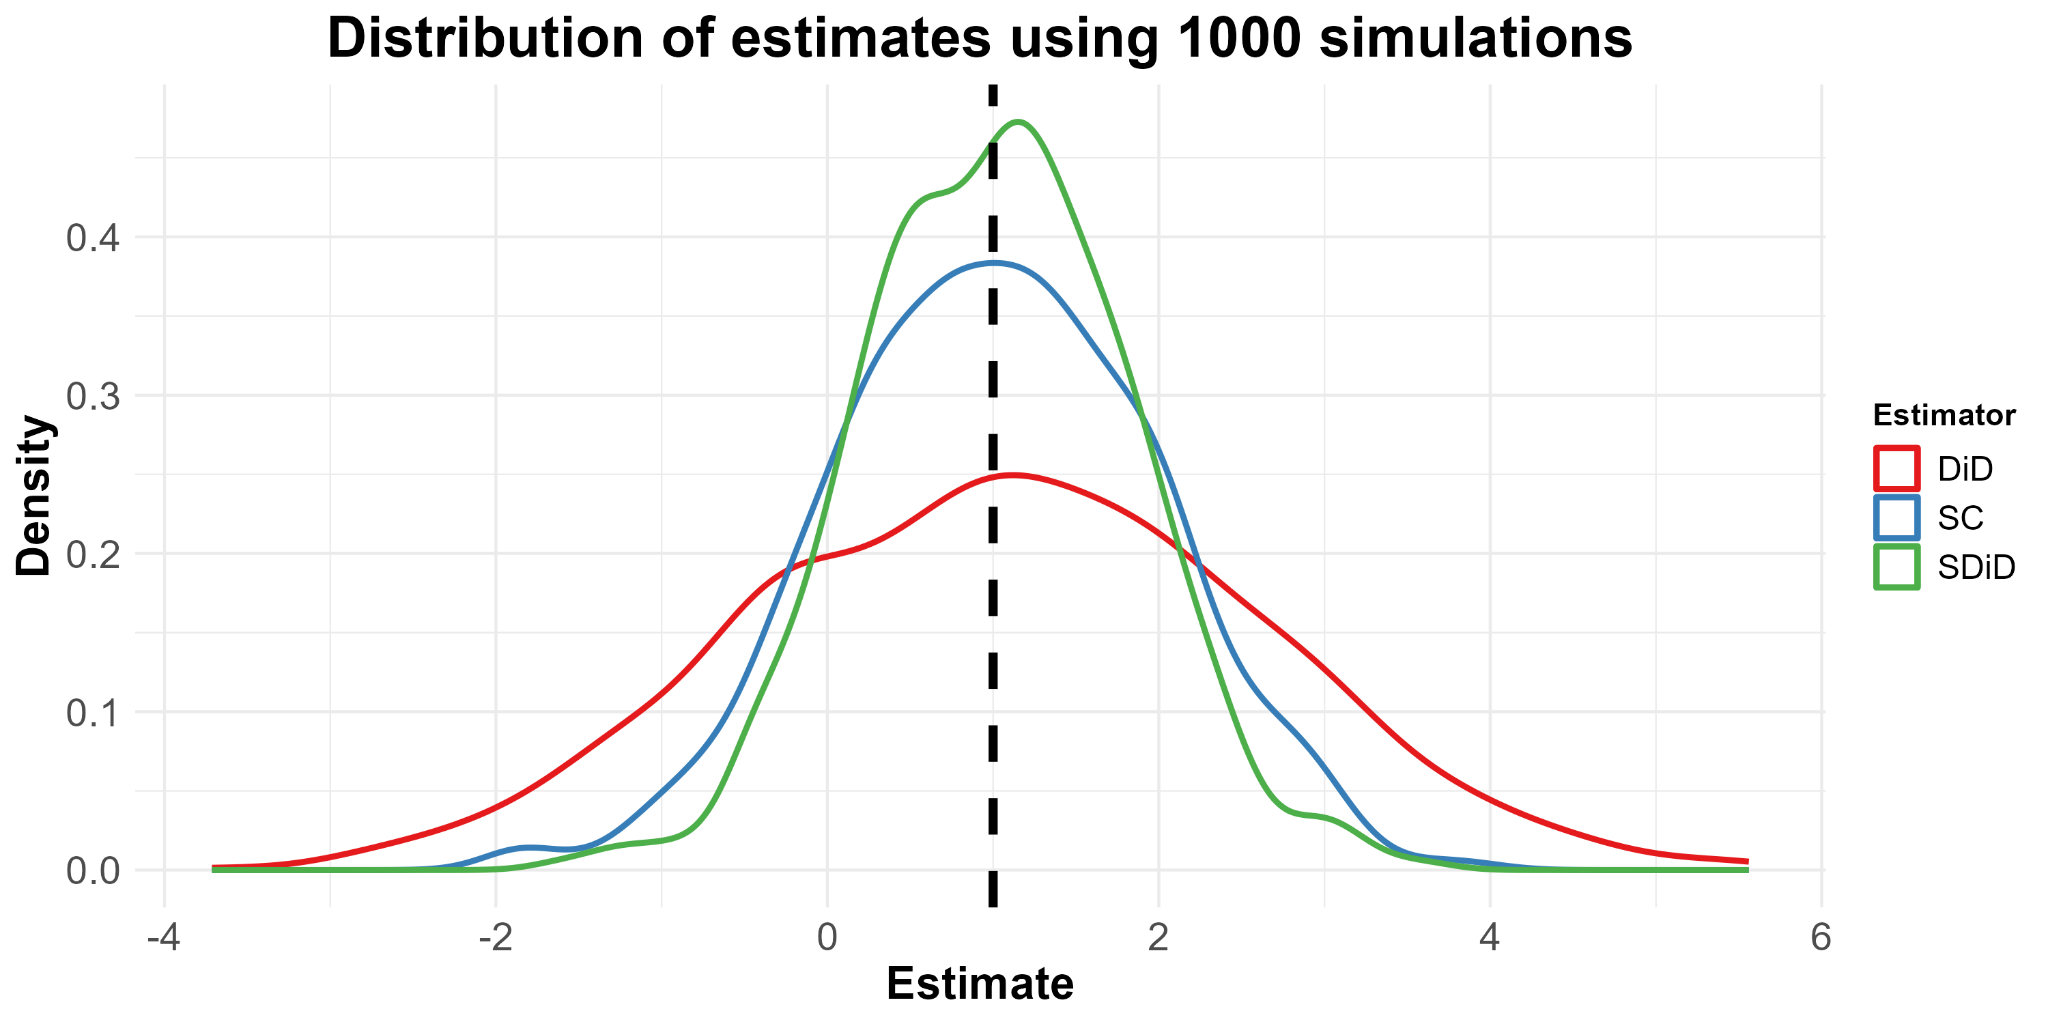 Distribution of estimates using 1000 simulations
Density
0.4
0.3
0.2
0.1
0.0
-4 -2 0 2 4 6
Estimate
Estimator
DiD
SC
SDiD